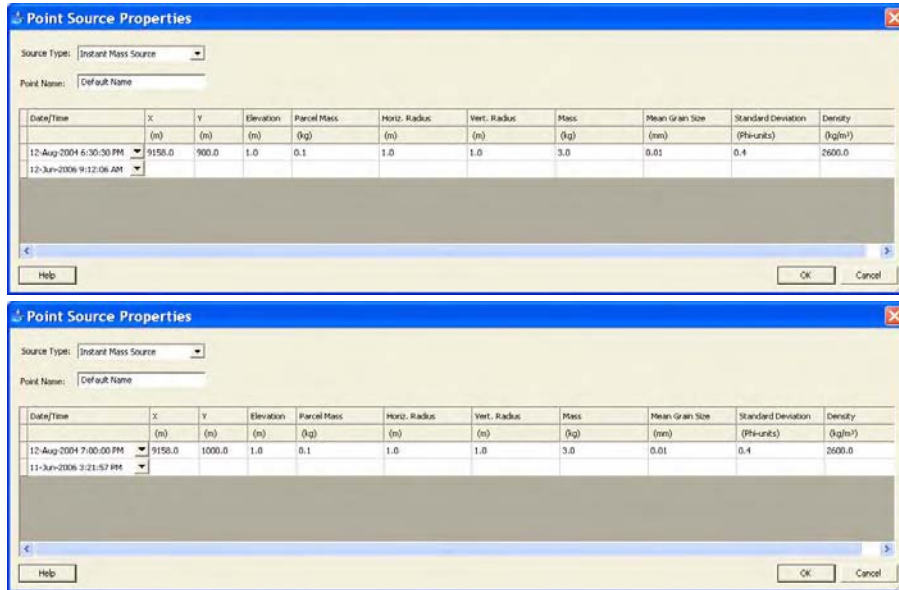 Point Source Properties
Source Type: Instant Mass Source
Point Name: Default Name
Date/Time X Y Elevation Parcel Mass Horiz. Radius Vert. Radius Mass Mean Grain Size Standard Deviation Density
(m) (m) (m) (kg) (m) (m) (kg) (mm) (Phi-units) (kg/m³)
12-Aug-2004 6:30:30 PM 9158.0 900.0 1.0 0.1 1.0 1.0 3.0 0.01 0.4 2600.0
12-Jun-2006 9:12:06 AM
Help OK Cancel
Point Source Properties
Source Type: Instant Mass Source
Point Name: Default Name
Date/Time X Y Elevation Parcel Mass Horiz. Radius Vert. Radius Mass Mean Grain Size Standard Deviation Density
(m) (m) (m) (kg) (m) (m) (kg) (mm) (Phi-units) (kg/m³)
12-Aug-2004 7:00:00 PM 9158.0 1000.0 1.0 0.1 1.0 1.0 3.0 0.01 0.4 2600.0
11-Jun-2006 3:21:57 PM
Help OK Cancel